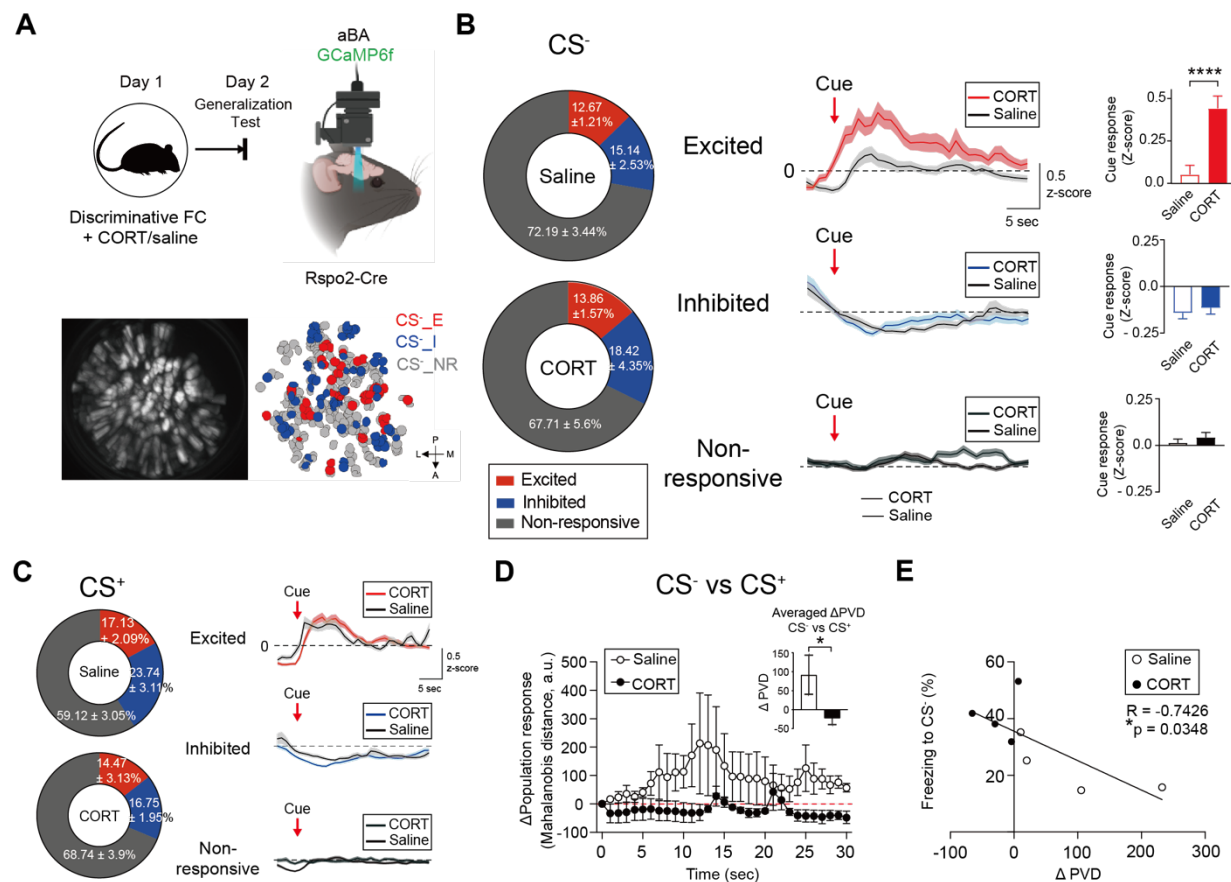 A
Day 1
Day 2
Generalization
Test
Discriminative FC
+ CORT/saline
aBA
GCaMP6f
Rspo2-Cre
CS-_E
CS-_I
CS-_NR
P
L M
A
B
CS-
12.67
±1.21%
15.14
± 2.53%
Saline
72.19 ± 3.44%
13.86
±1.57%
18.42
± 4.35%
CORT
67.71 ± 5.6%
Excited
Inhibited
Non-responsive
Excited
Cue
CORT
Saline
0
0.5
z-score
5 sec
Inhibited
Cue
CORT
Saline
Non-
responsive
Cue
CORT
Saline
CORT
Saline
****
Cue response
(Z-score)
0.5
0.25
0.0
Saline
CORT
Cue response
(Z-score)
0.25
0.0
-0.25
Saline
CORT
Cue response
(Z-score)
0.25
0
-0.25
Saline
CORT
C
CS+
17.13
± 2.09%
23.74
± 3.11%
Saline
59.12 ± 3.05%
14.47
± 3.13%
16.75
± 1.95%
CORT
68.74 ± 3.9%
Excited
Cue
CORT
Saline
0
0.5
z-score
5 sec
Inhibited
Cue
CORT
Saline
Non-
responsive
Cue
CORT
Saline
D
CS- vs CS+
Averaged ΔPVD
CS- vs CS+
*
Δ PVD
150
100
50
0
-50
Saline
CORT
ΔPopulation response
(Mahalanobis distance, a.u.)
500
400
300
200
100
0
-100
0 5 10 15 20 25 30
Time (sec)
E
Freezing to CS- (%)
60
40
20
-100 0 100 200 300
Δ PVD
Saline
CORT
R = -0.7426
*p = 0.0348